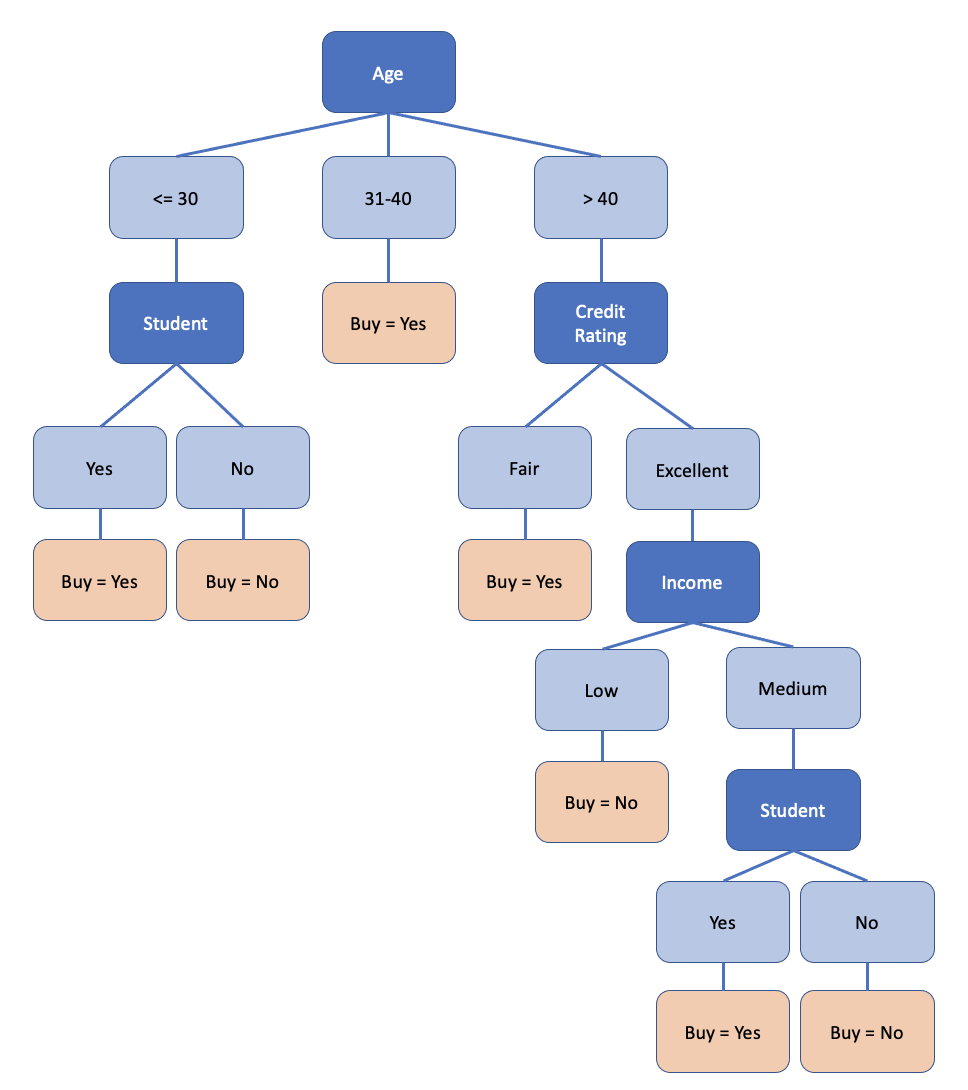 Age
<= 30
31-40
> 40
Student
Buy = Yes
Credit
Rating
Yes
No
Fair
Excellent
Buy = Yes
Buy = No
Buy = Yes
Income
Low
Medium
Buy = No
Student
Yes
No
Buy = Yes
Buy = No